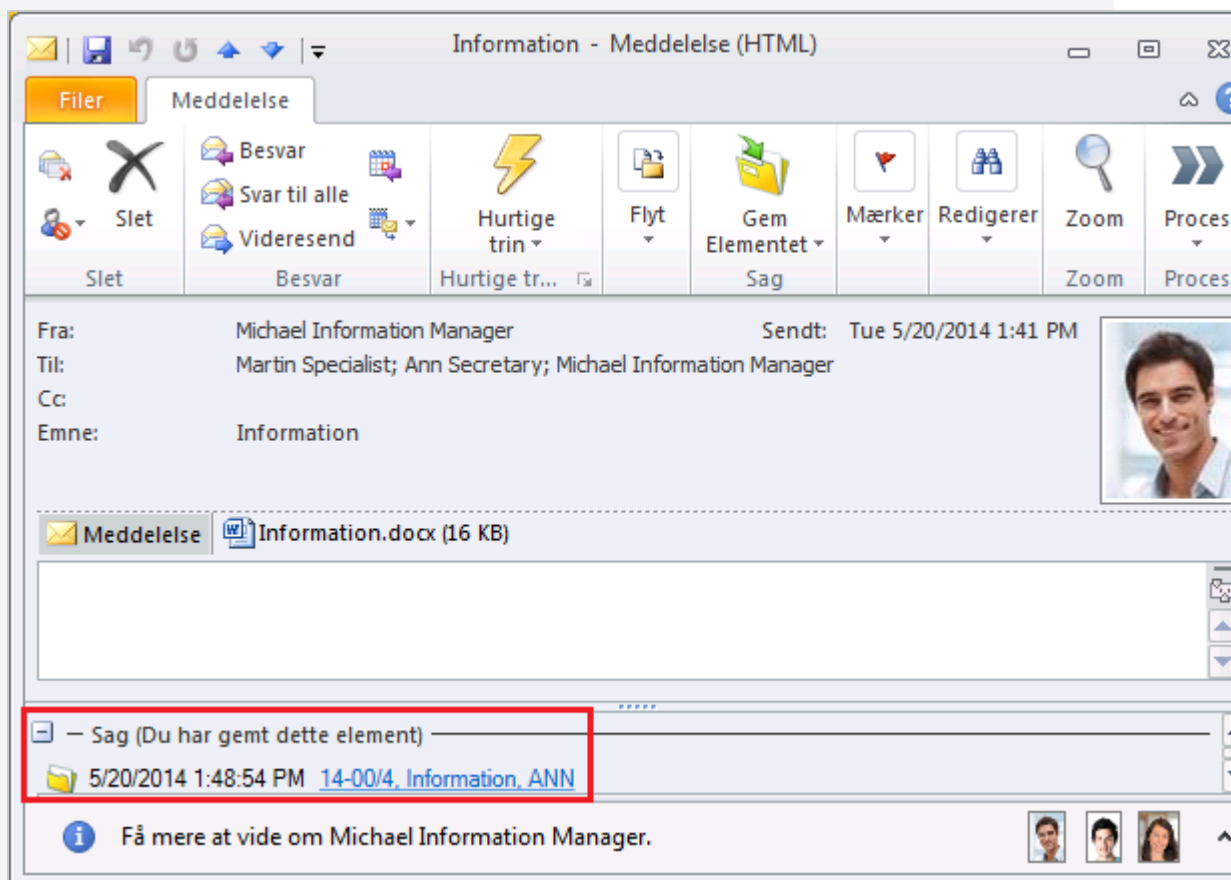 Information - Meddelelse (HTML)
Filer
Meddelelse
Slet
Besvar
Svar til alle
Videresend
Hurtige
trin
Flyt
Gem
Elementet
Mærker
Redigerer
Zoom
Proces
Slet
Besvar
Hurtige tr...
Sag
Zoom
Proces
Fra: Michael Information Manager Sendt: Tue 5/20/2014 1:41 PM
Til: Martin Specialist; Ann Secretary; Michael Information Manager
Cc:
Emne: Information
Meddelelse Information.docx (16 KB)
Sag (Du har gemt dette element)
5/20/2014 1:48:54 PM 14-00/4, Information, ANN
Få mere at vide om Michael Information Manager.